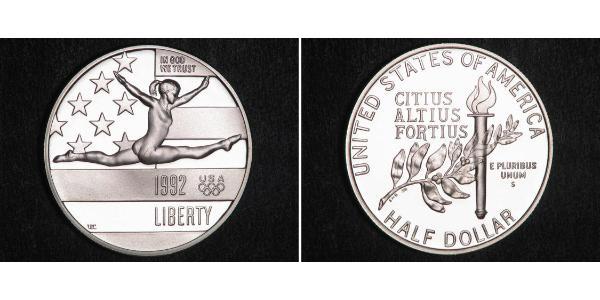 IN GOD
WE TRUST
1992
USA
LIBERTY
UNITED STATES OF AMERICA
CITIUS
ALTIUS
FORTIUS
E PLURIBUS
UNUM
S
HALF DOLLAR